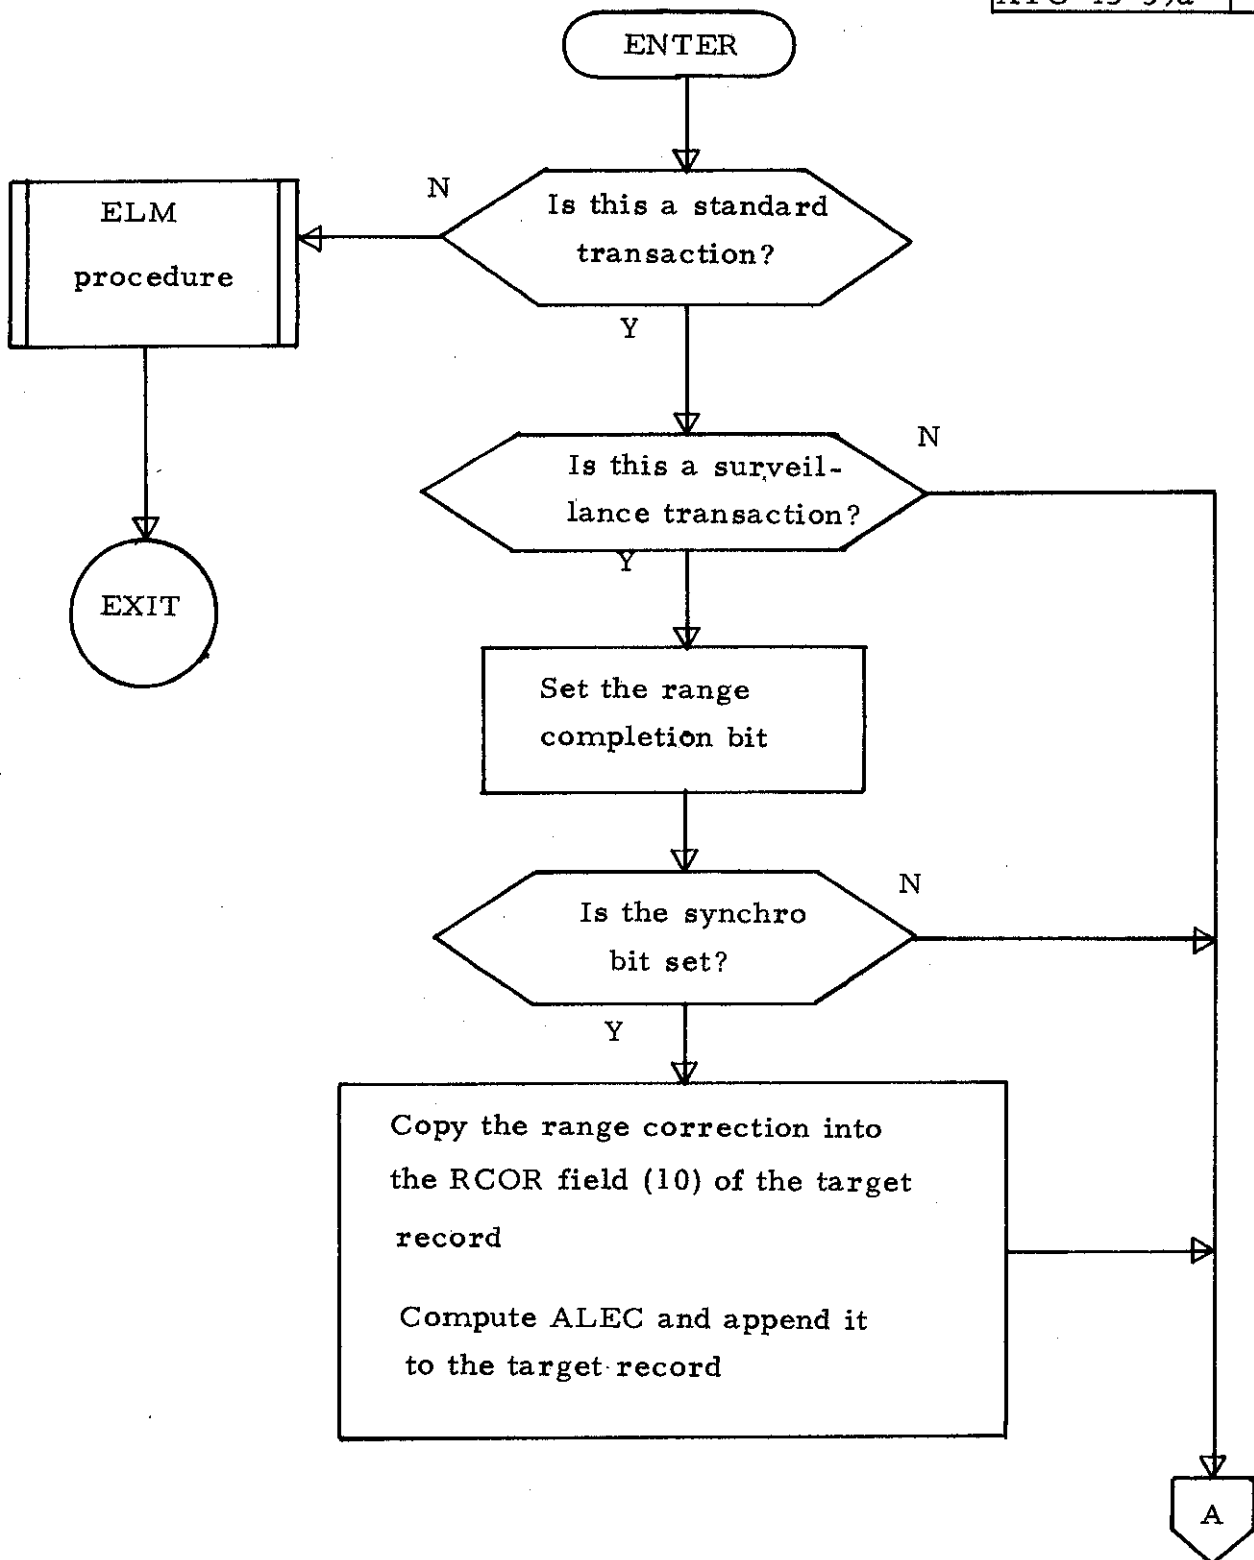 ENTER
N
Is this a standard
transaction?
ELM
procedure
Y
Is this a surveil-
lance transaction?
N
Y
EXIT
Set the range
completion bit
Is the synchro
bit set?
N
Y
Copy the range correction into
the RCOR field (10) of the target
record
Compute ALEC and append it
to the target record
A